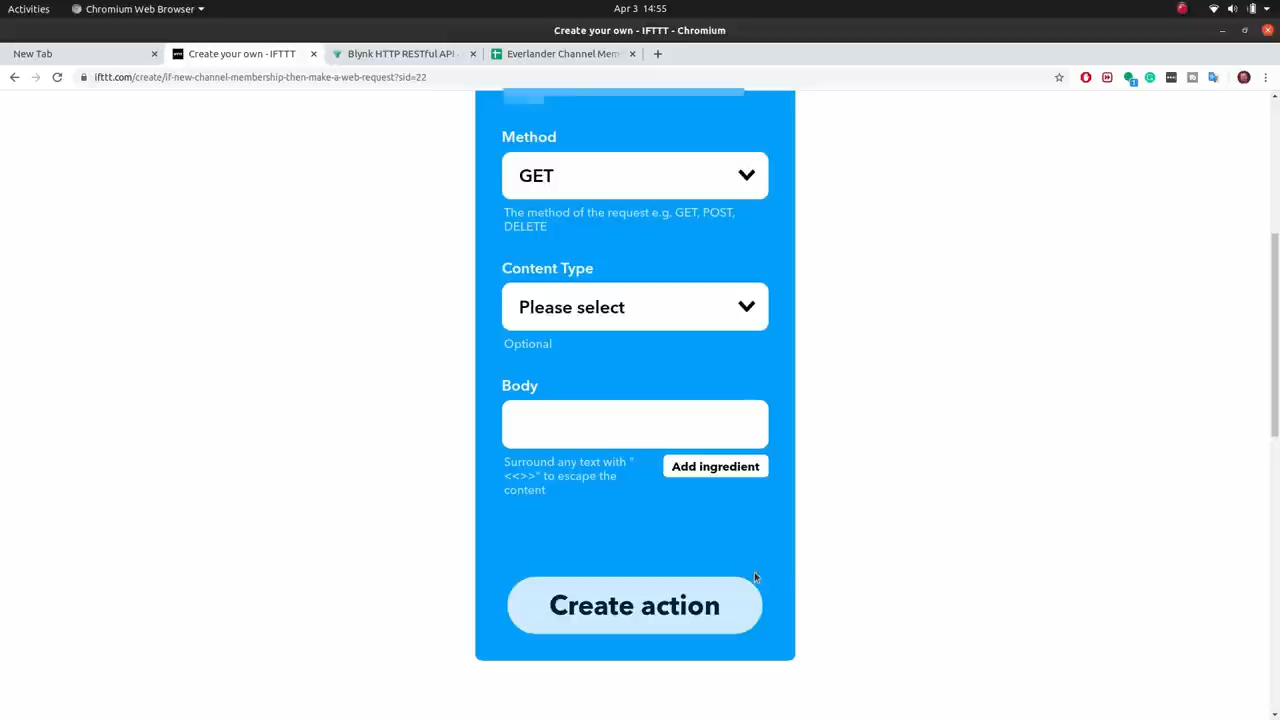 Activities
Chromium Web Browser
Apr 3 14:55
Create your own - IFTTT - Chromium
New Tab
Create your own - IFTTT
Blynk HTTP RESTful API -
Everlander Channel Mem
ifttt.com/create/if-new-channel-membership-then-make-a-web-request?sid=22
Method
GET
The method of the request e.g. GET, POST,
DELETE
Content Type
Please select
Optional
Body
Surround any text with "
<<>>" to escape the
content
Add ingredient
Create action